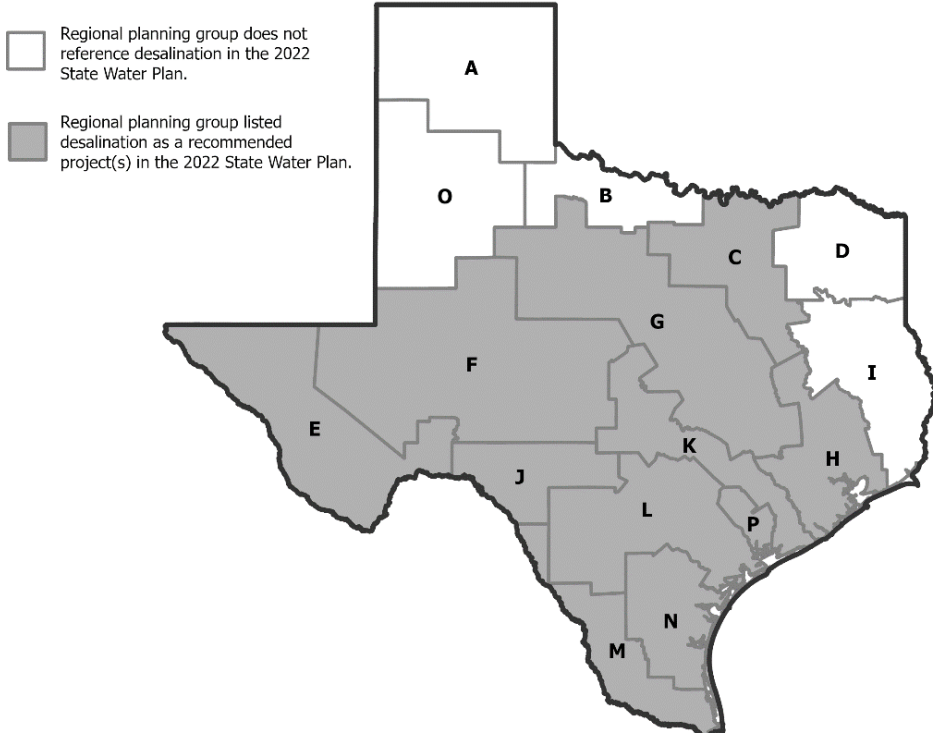 Regional planning group does not
reference desalination in the 2022
State Water Plan.
Regional planning group listed
desalination as a recommended
project(s) in the 2022 State Water Plan.
A
B
O
C
D
G
F
I
E
K
H
J
L
P
N
M